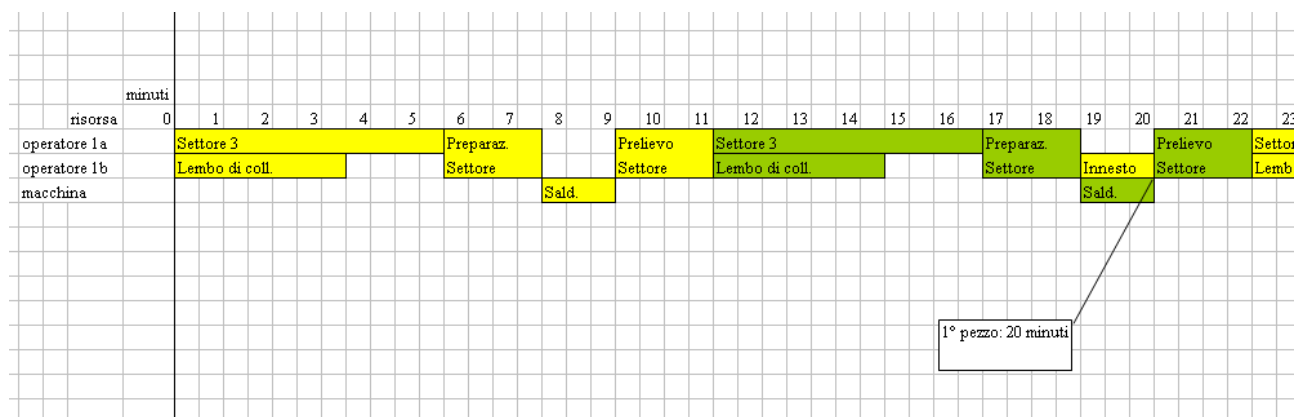 minuti
risorsa 0 1 2 3 4 5 6 7 8 9 10 11 12 13 14 15 16 17 18 19 20 21 22 23
operatore 1a Settore 3 Preparaz. Prelievo Settore 3 Preparaz. Prelievo Settor
operatore 1b Lembo di coll. Settore Settore Lembo di coll. Settore Innesto Settore Lemb
macchina Sald. Sald.
1° pezzo: 20 minuti